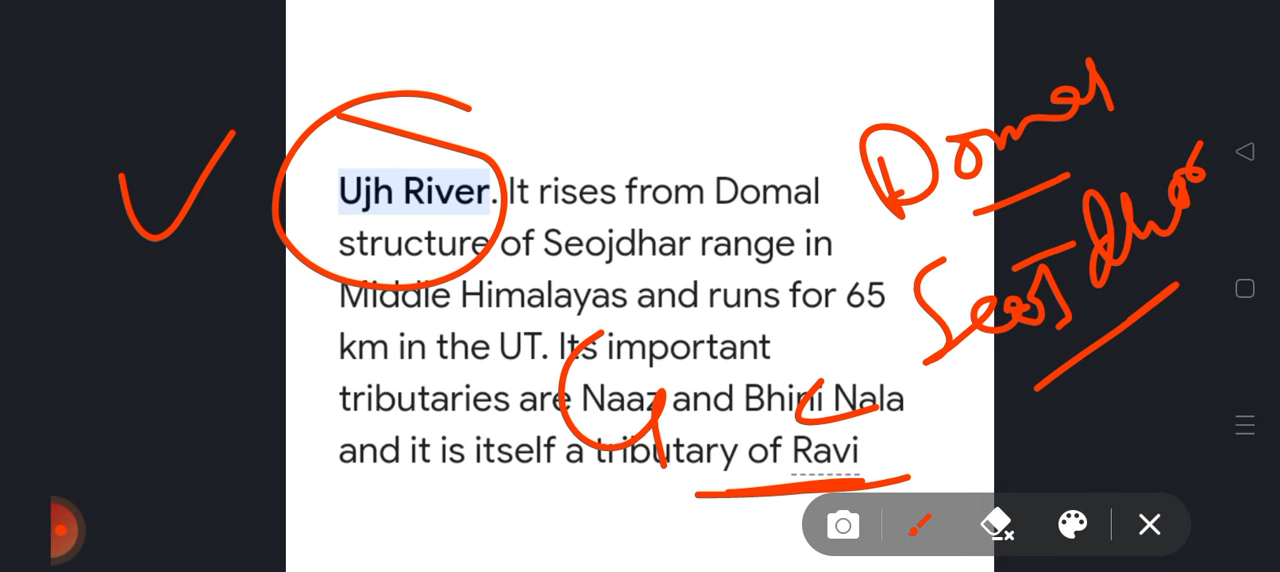 Ujh River. It rises from Domal
structure of Seojdhar range in
Middle Himalayas and runs for 65
km in the UT. Its important
tributaries are Naaz and Bhini Nala
and it is itself a tributary of Ravi
Domel
Seojdhar